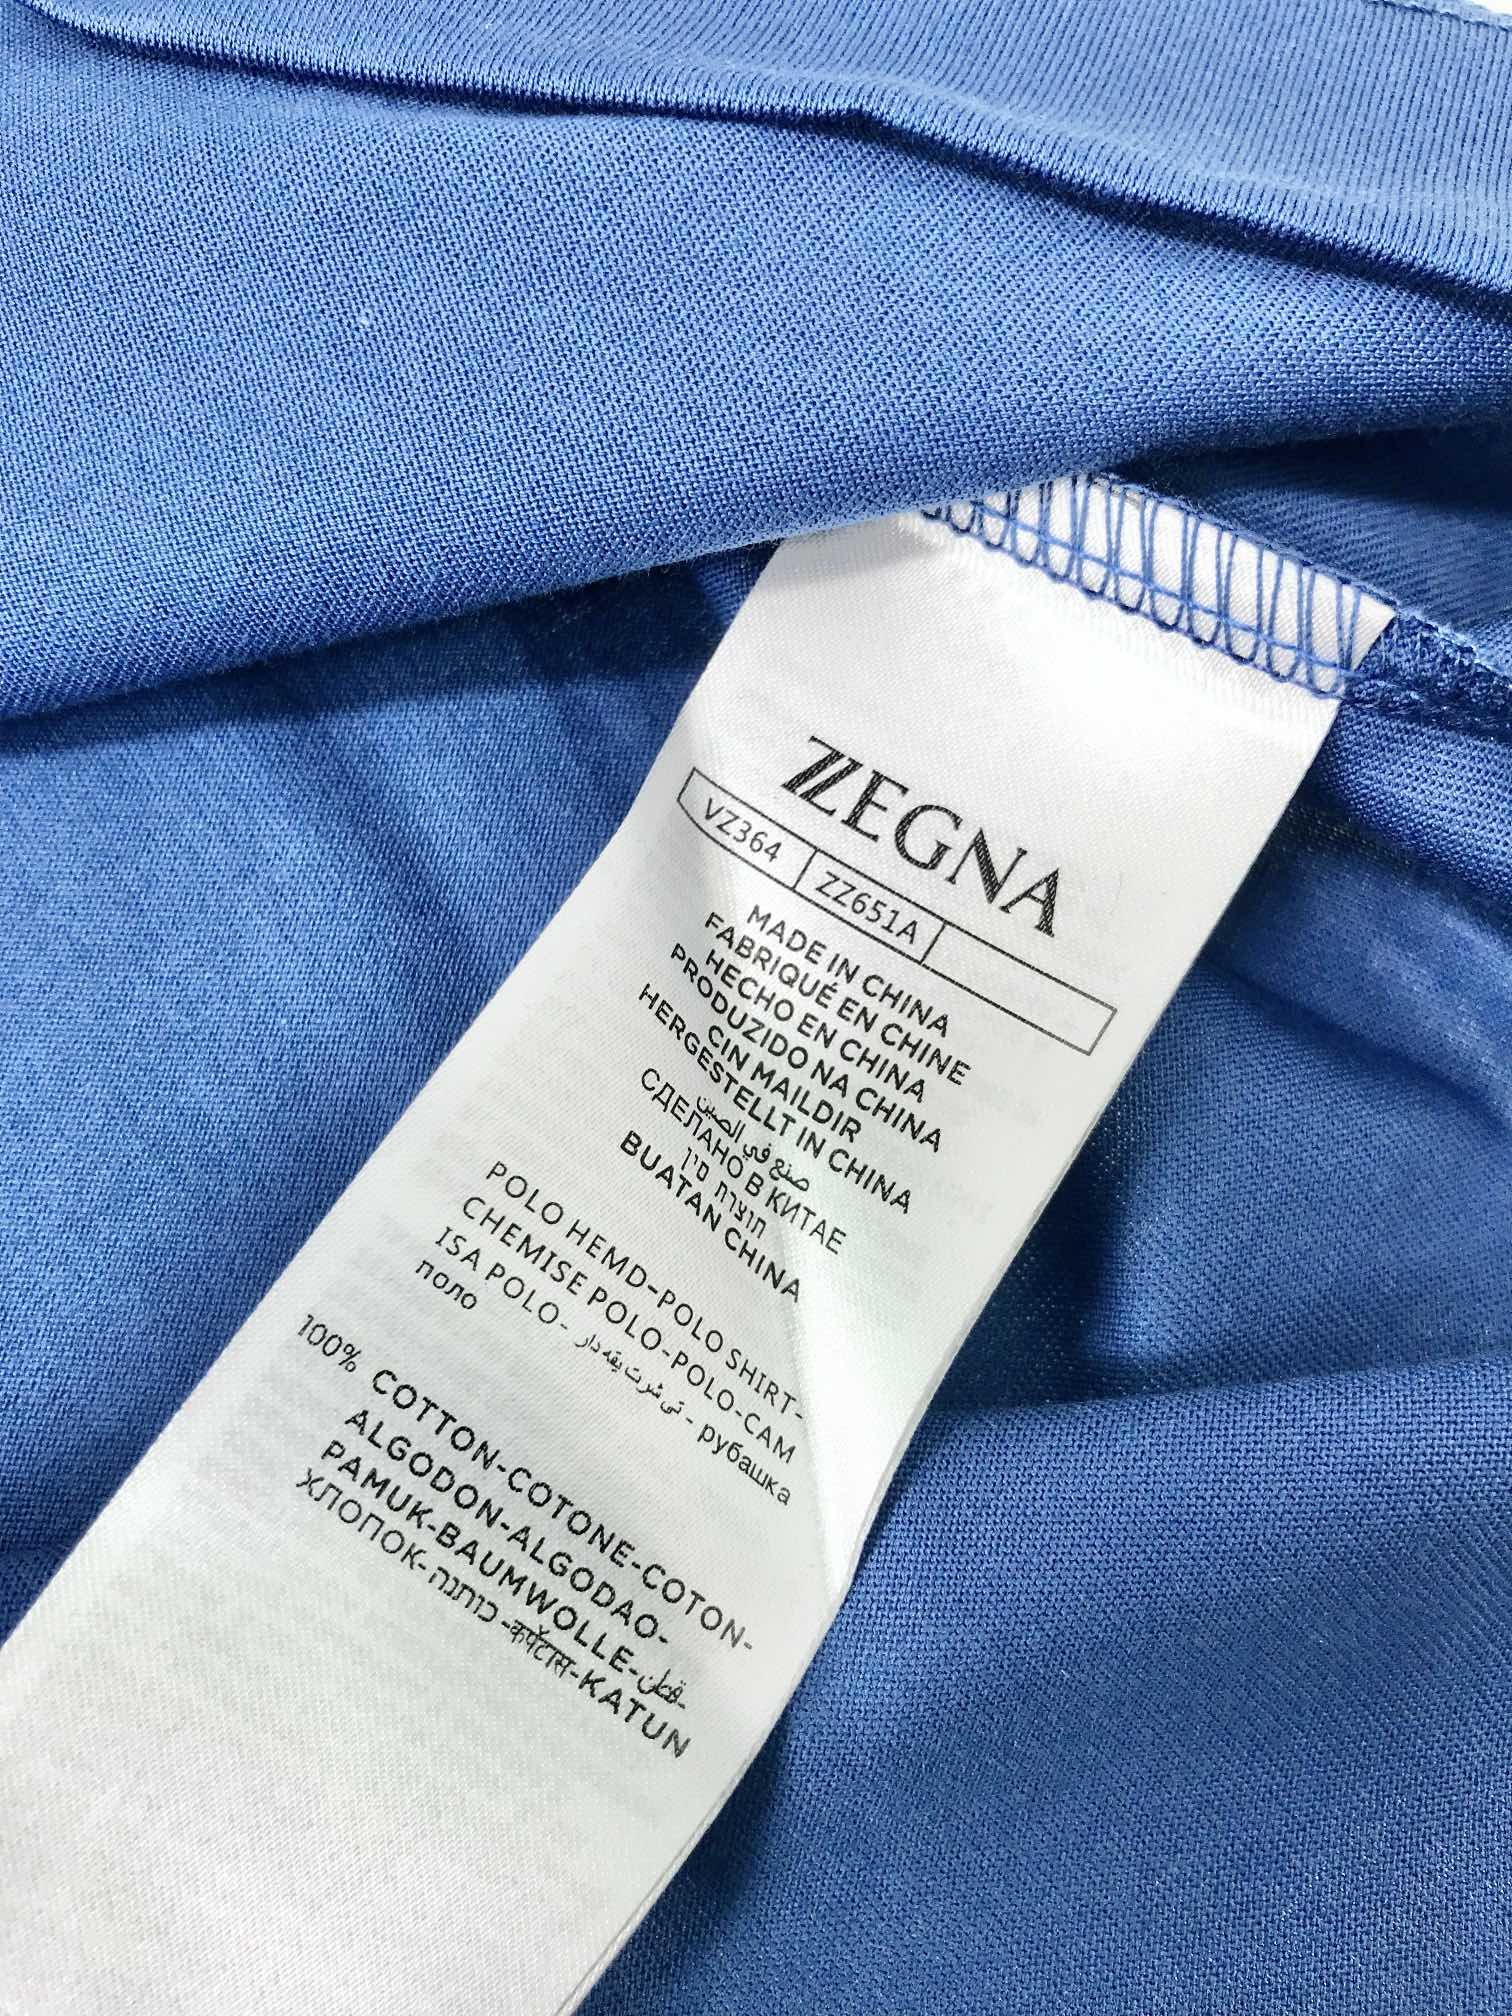 ZZEGNA
VZ364 ZZ651A
MADE IN CHINA
FABRIQUÉ EN CHINE
HECHO EN CHINA
PRODUZIDO NA CHINA
CIN MAILDIR
HERGESTELLT IN CHINA
صنع في الصين
СДЕЛАНО В КИТАЕ
תוצרת סין
BUATAN CHINA
POLO HEMD-POLO SHIRT-
CHEMISE POLO-POLO-CAM
ISA POLO- تی شرت یقه دار - рубашка
поло
100% COTTON-COTONE-COTON-
ALGODON-ALGODAO-
PAMUK-BAUMWOLLE-قطن-
ХЛОПОК-כותנה-KATUN